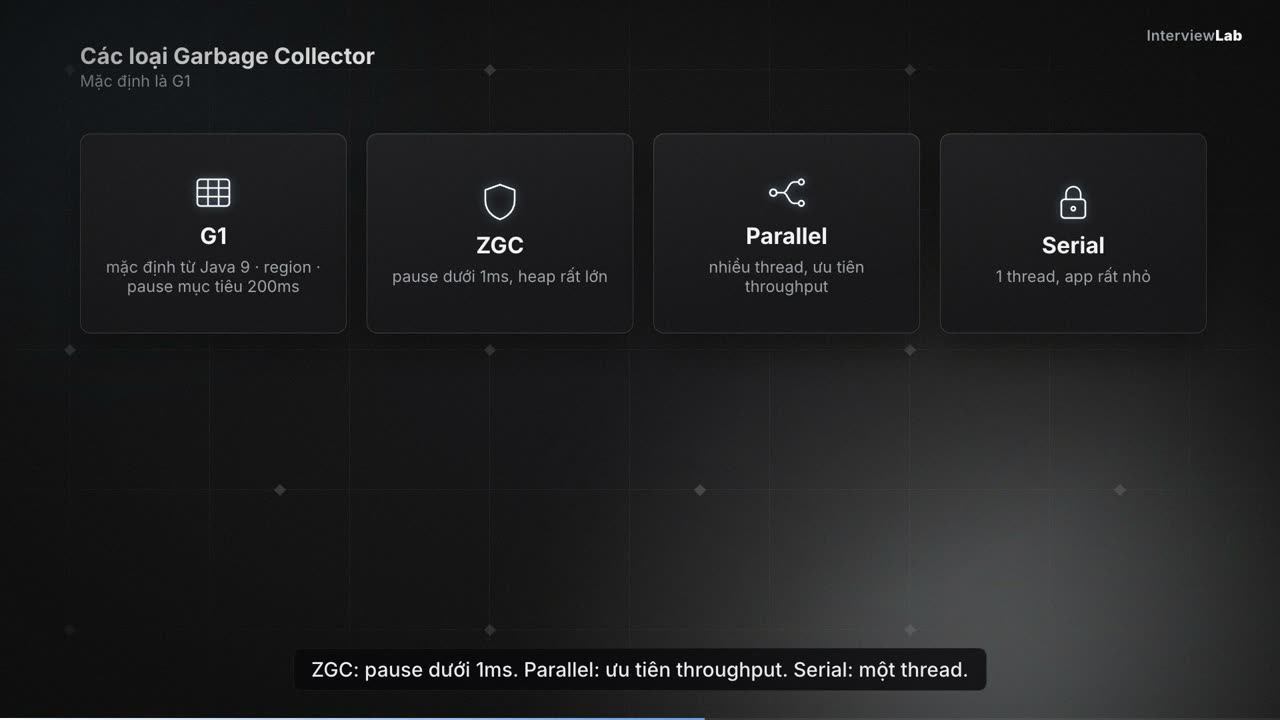 InterviewLab
Các loại Garbage Collector
Mặc định là G1
G1
mặc định từ Java 9 · region ·
pause mục tiêu 200ms
ZGC
pause dưới 1ms, heap rất lớn
Parallel
nhiều thread, ưu tiên
throughput
Serial
1 thread, app rất nhỏ
ZGC: pause dưới 1ms. Parallel: ưu tiên throughput. Serial: một thread.